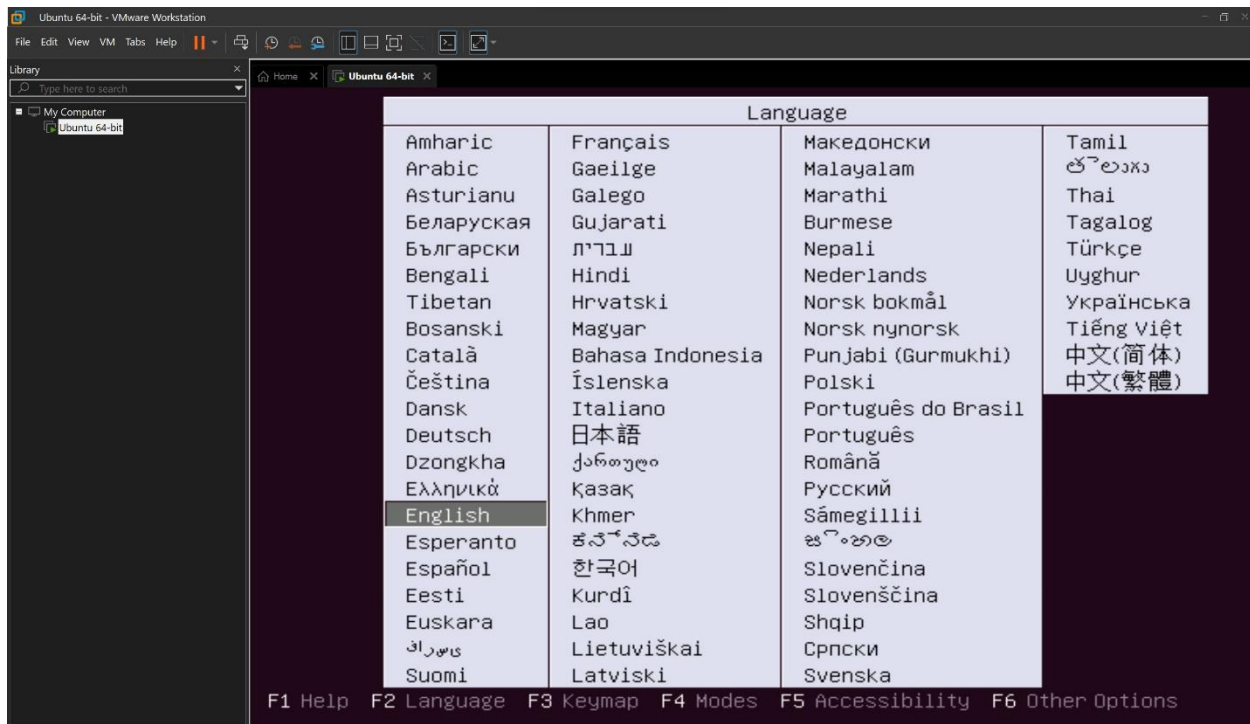 Ubuntu 64-bit - VMware Workstation
File Edit View VM Tabs Help
Library
Home
Ubuntu 64-bit
Type here to search
My Computer
Ubuntu 64-bit
Language
Amharic
Arabic
Asturianu
Беларуская
Български
Bengali
Tibetan
Bosanski
Català
Čeština
Dansk
Deutsch
Dzongkha
Ελληνικά
English
Esperanto
Español
Eesti
Euskara
فارسی
Suomi
Français
Gaeilge
Galego
Gujarati
עברית
Hindi
Hrvatski
Magyar
Bahasa Indonesia
Íslenska
Italiano
日本語
ქართული
Қазақ
Khmer
ಕನ್ನಡ
한국어
Kurdî
Lao
Lietuviškai
Latviski
Македонски
Malayalam
Marathi
Burmese
Nepali
Nederlands
Norsk bokmål
Norsk nynorsk
Punjabi (Gurmukhi)
Polski
Português do Brasil
Português
Română
Русский
Sámegillii
සිංහල
Slovenčina
Slovenščina
Shqip
Српски
Svenska
Tamil
తెలుగు
Thai
Tagalog
Türkçe
Uyghur
Українська
Tiếng Việt
中文(简体)
中文(繁體)
F1 Help F2 Language F3 Keymap F4 Modes F5 Accessibility F6 Other Options